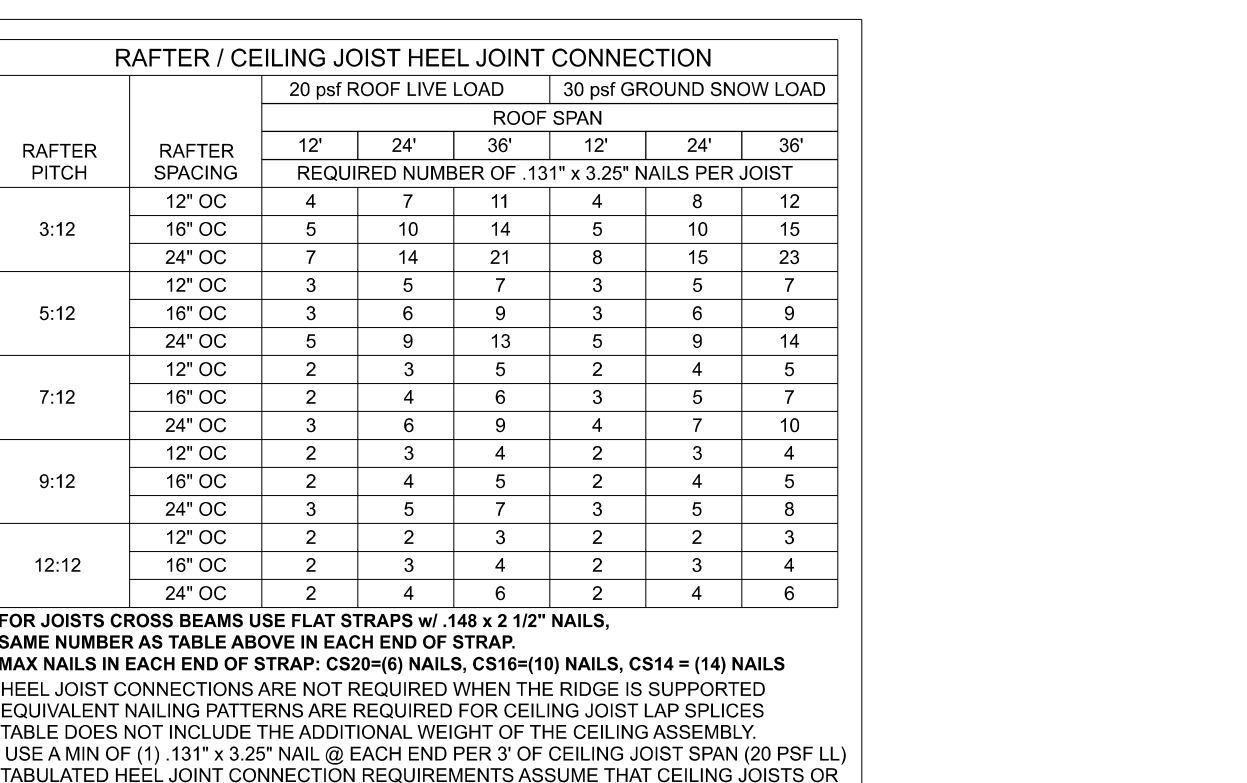 RAFTER / CEILING JOIST HEEL JOINT CONNECTION
20 psf ROOF LIVE LOAD 30 psf GROUND SNOW LOAD
ROOF SPAN
RAFTER PITCH RAFTER SPACING 12' 24' 36' 12' 24' 36'
REQUIRED NUMBER OF .131" x 3.25" NAILS PER JOIST
3:12 12" OC 4 7 11 4 8 12
16" OC 5 10 14 5 10 15
24" OC 7 14 21 8 15 23
5:12 12" OC 3 5 7 3 5 7
16" OC 3 6 9 3 6 9
24" OC 5 9 13 5 9 14
7:12 12" OC 2 3 5 2 4 5
16" OC 2 4 6 3 5 7
24" OC 3 6 9 4 7 10
9:12 12" OC 2 3 4 2 3 4
16" OC 2 4 5 2 4 5
24" OC 3 5 7 3 5 8
12:12 12" OC 2 2 3 2 2 3
16" OC 2 3 4 2 3 4
24" OC 2 4 6 2 4 6
FOR JOISTS CROSS BEAMS USE FLAT STRAPS w/ .148 x 2 1/2" NAILS,
SAME NUMBER AS TABLE ABOVE IN EACH END OF STRAP.
MAX NAILS IN EACH END OF STRAP: CS20=(6) NAILS, CS16=(10) NAILS, CS14 = (14) NAILS
HEEL JOIST CONNECTIONS ARE NOT REQUIRED WHEN THE RIDGE IS SUPPORTED
EQUIVALENT NAILING PATTERNS ARE REQUIRED FOR CEILING JOIST LAP SPLICES
TABLE DOES NOT INCLUDE THE ADDITIONAL WEIGHT OF THE CEILING ASSEMBLY.
USE A MIN OF (1) .131" x 3.25" NAIL @ EACH END PER 3' OF CEILING JOIST SPAN (20 PSF LL)
TABULATED HEEL JOINT CONNECTION REQUIREMENTS ASSUME THAT CEILING JOISTS OR